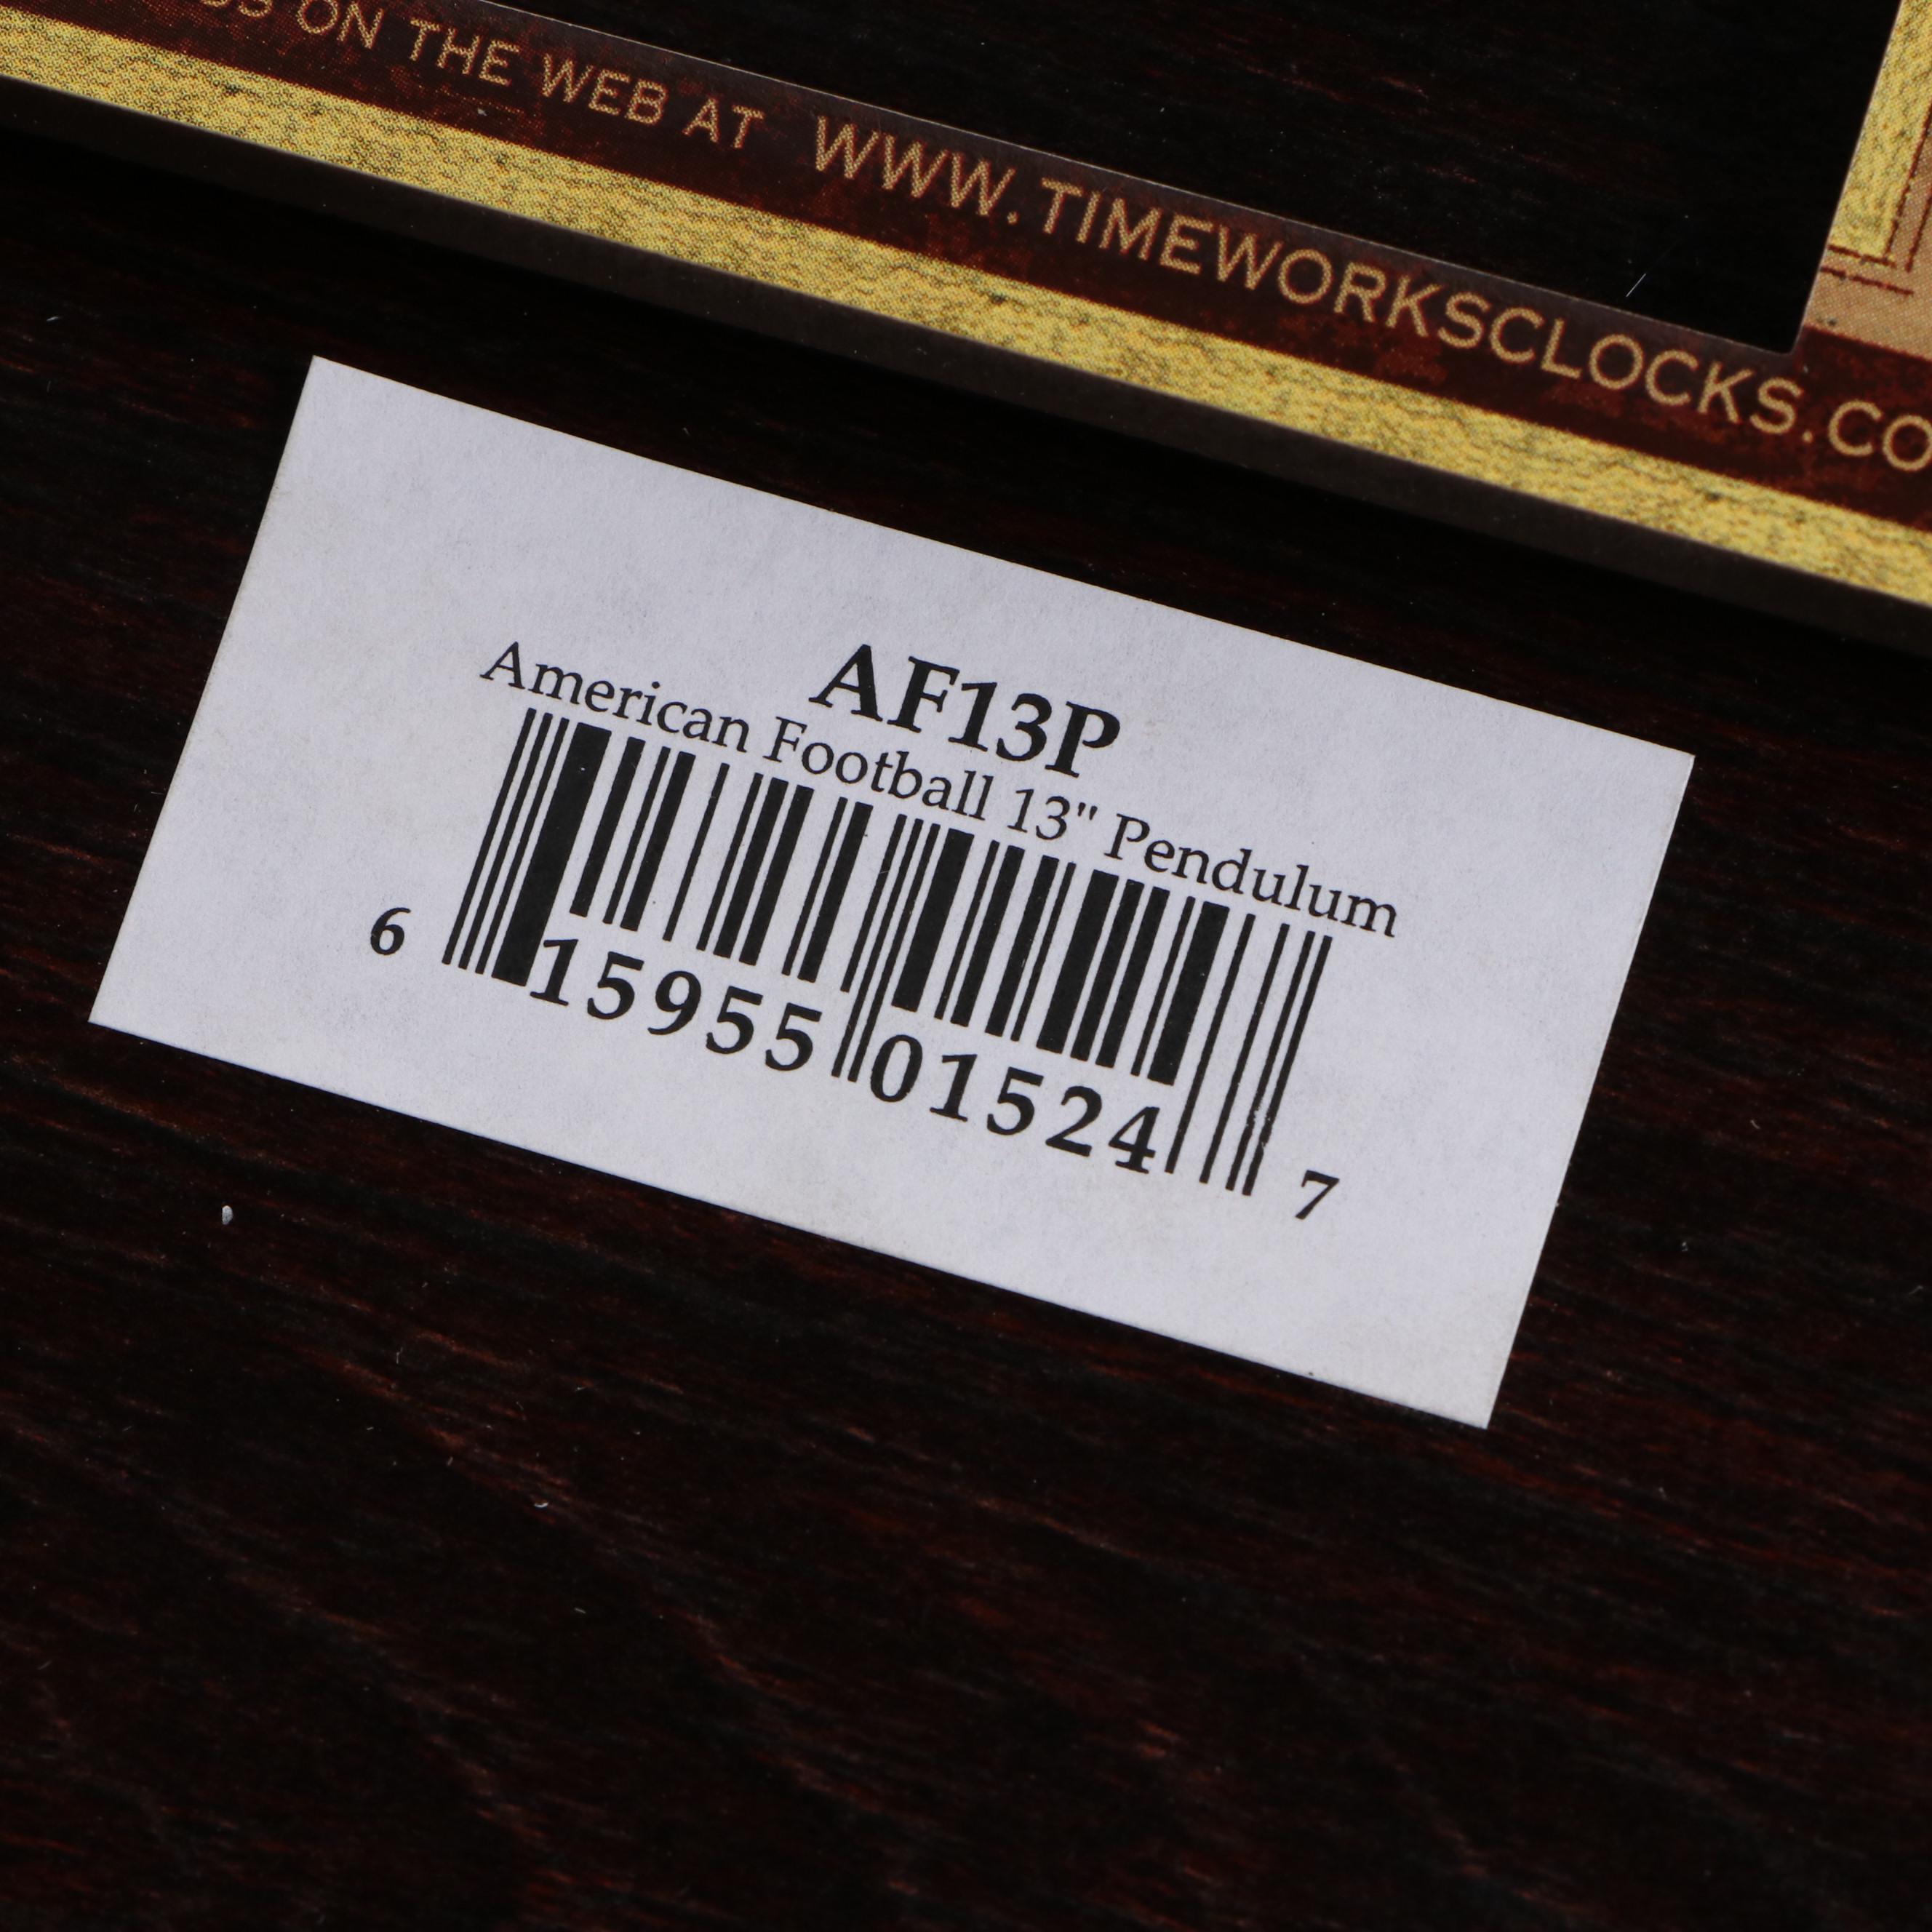 ON THE WEB AT WWW.TIMEWORKSCLOCKS.CO
AF13P
American Football 13" Pendulum
6 15955 01524 7